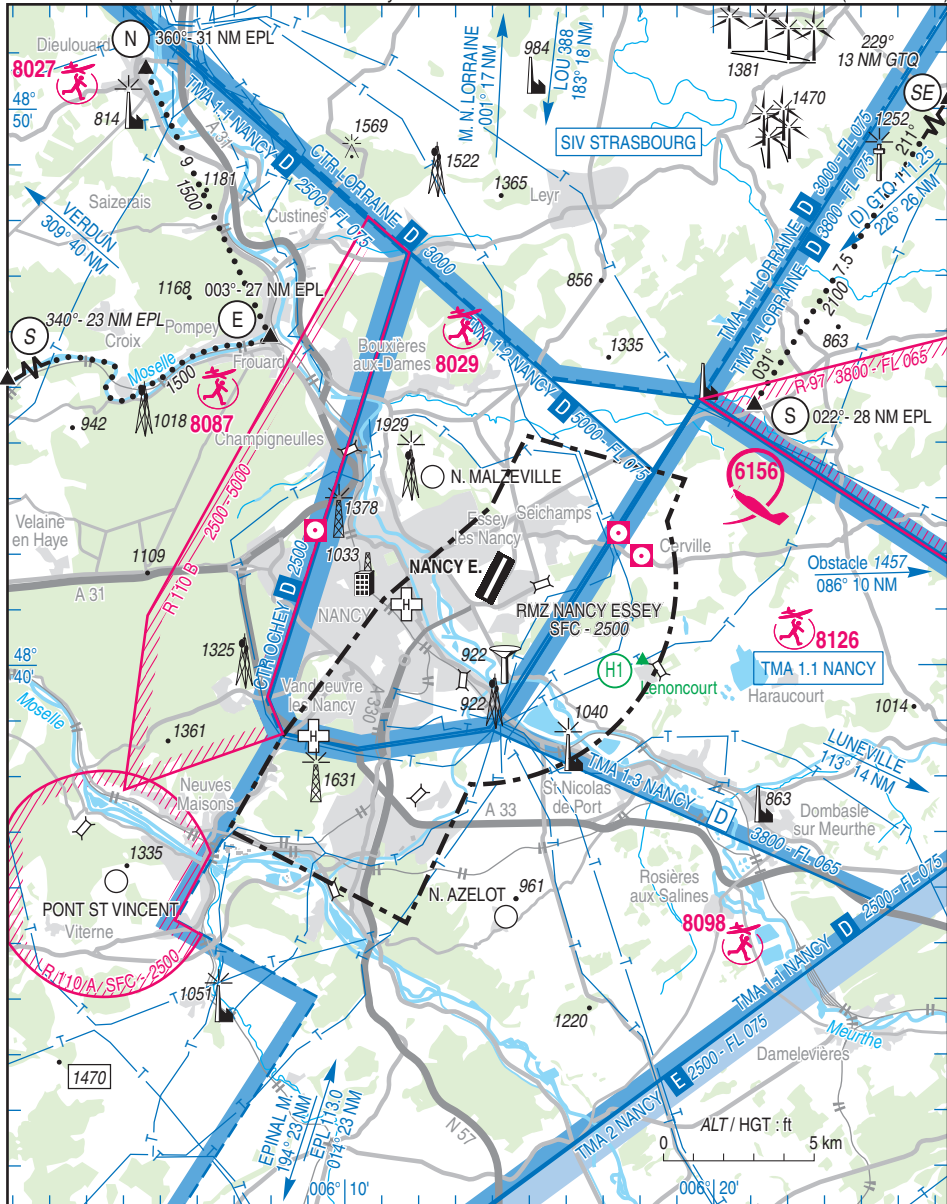 Dieulouard
N
360°- 31 NM EPL
8027
814
48°
50'
A 31
TMA 1.1 NANCY D 2500 - FL 075
CTR LORRAINE D 3000
1569
1522
M. N. LORRAINE
001° 17 NM
984
LOU 388
183° 18 NM
1381
229°
13 NM GTQ
1470
SE
1252
211°
SIV STRASBOURG
(D) GTQ 111.25
226° 26 NM
9
1500
1181
Saizerais
Custines
1365
Leyr
VERDUN
309° 40 NM
TMA 1.1 LORRAINE D 3000- FL 075
TMA 4 LORRAINE D 3000 - FL 075
7.5
2100
031°
1168
003°- 27 NM EPL
856
340°- 23 NM EPL
S
Croix
Pompey
E
Frouard
Moselle
1500
Bouxières
aux-Dames
8029
TMA 1.2 NANCY D 5000 - FL 075
1335
863
R 97 3800 - FL 065
S
022° - 28 NM EPL
942
1018
8087
Champigneulles
1929
N. MALZEVILLE
6156
R 110 B
2500 - 5000
Velaine
en Haye
1378
Essey
les Nancy
Seichamps
Cerville
1109
1033
NANCY E.
A 31
CTR OCHEY D 2500
NANCY
RMZ NANCY ESSEY
SFC - 2500
Obstacle 1457
086° 10 NM
8126
TMA 1.1 NANCY
48°
40'
1325
H
922
H1
Lenoncourt
Haraucourt
Vandoeuvre
les Nancy
A 330
922
1040
1014
Moselle
1361
H
1631
LUNEVILLE
113° 14 NM
Neuves
Maisons
St Nicolas
de Port
TMA 1.3 NANCY D 3800 - FL 065
863
Dombasle
sur Meurthe
A 33
1335
PONT ST VINCENT
Viterne
N. AZELOT
961
Rosières
aux Salines
R 110/A SFC - 2500
8098
TMA 1.1 NANCY D 2500 - FL 075
1051
1220
Meurthe
Damelevières
1470
TMA 2 NANCY E 2500 - FL 075
EPINAL M.
194° 23 NM
EPL 113.0
014° 23 NM
N 57
ALT / HGT : ft
0
5 km
006° 10'
006° 20'